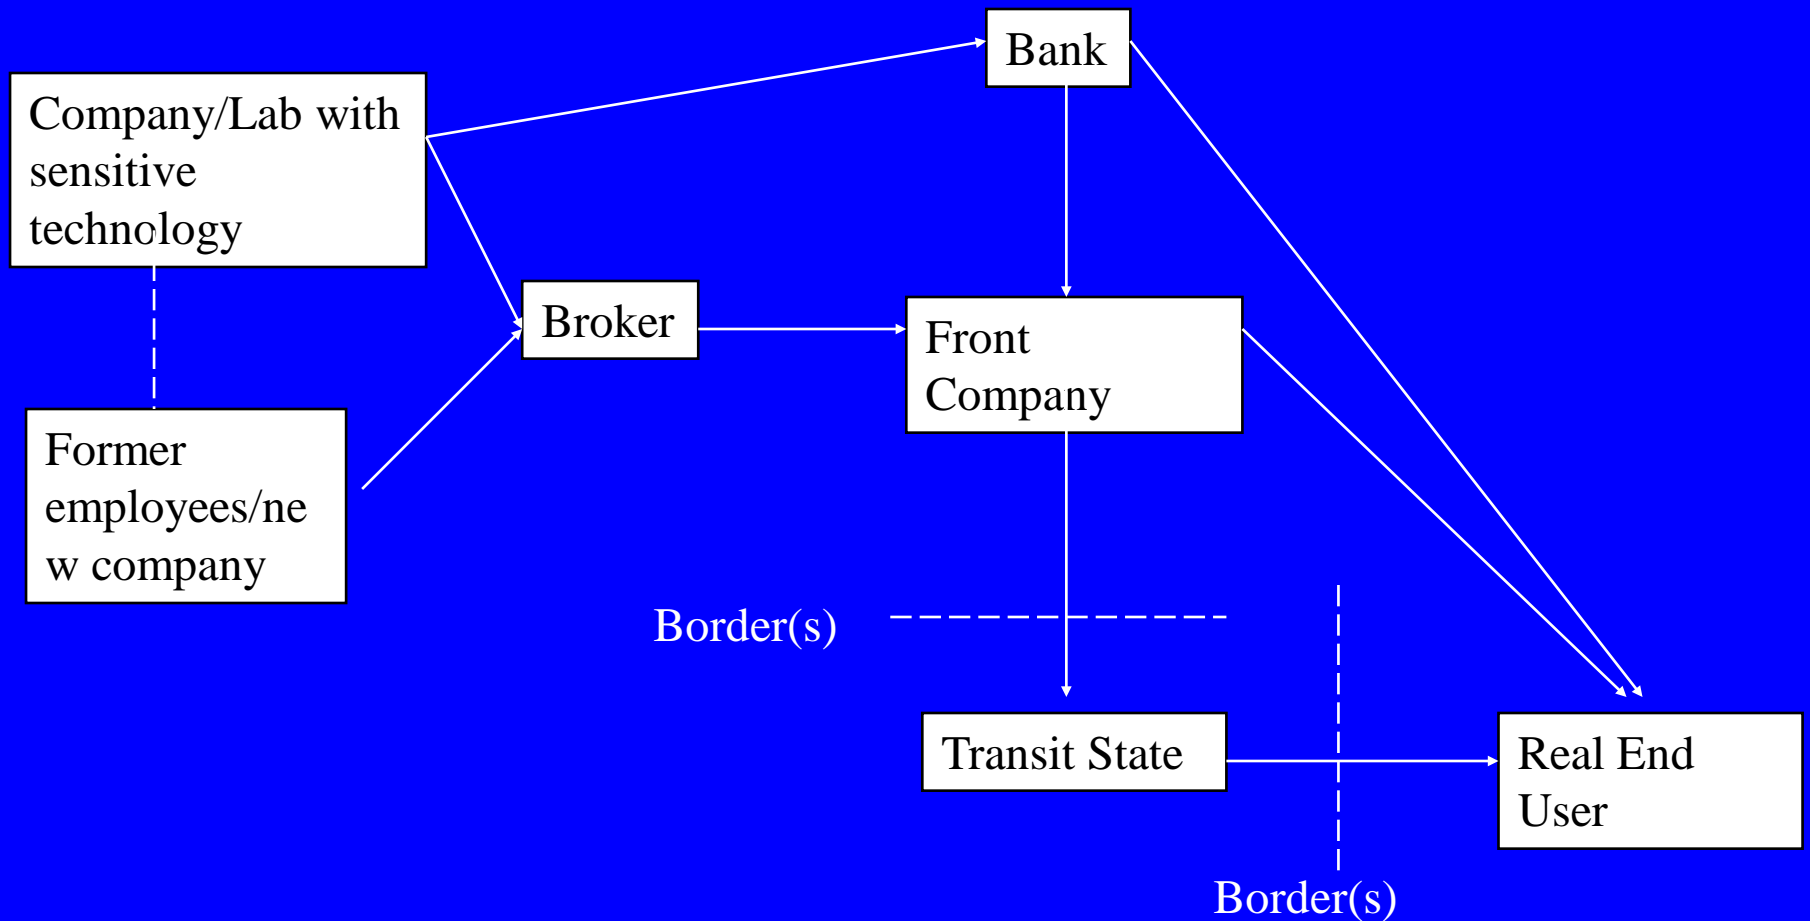 Bank
Company/Lab with
sensitive
technology
Broker
Front
Company
Former
employees/ne
w company
Border(s)
Transit State
Real End
User
Border(s)